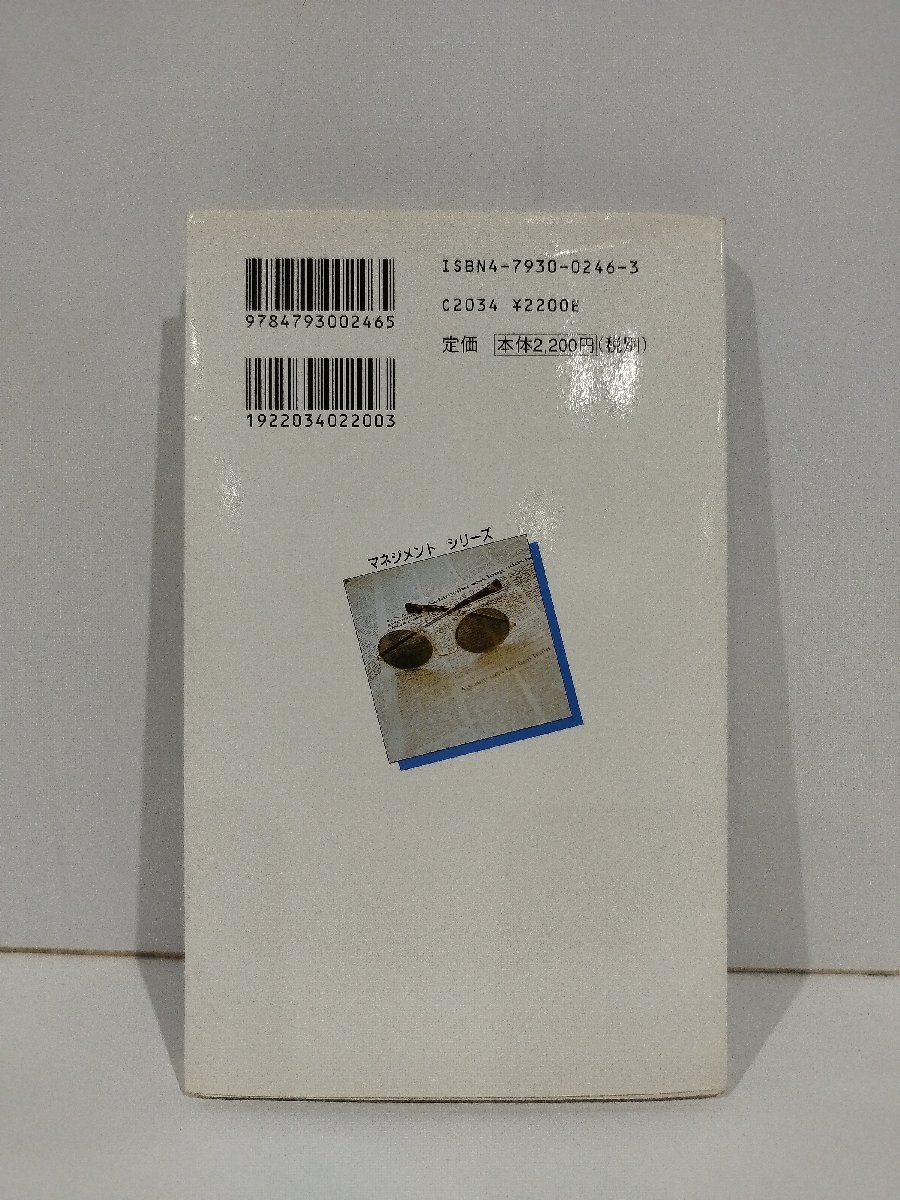 ISBN4-7930-0246-3
9784793002465
C2034 ¥2200E
定価 本体2,200円(税別)
1922034022003
マネジメント シリーズ